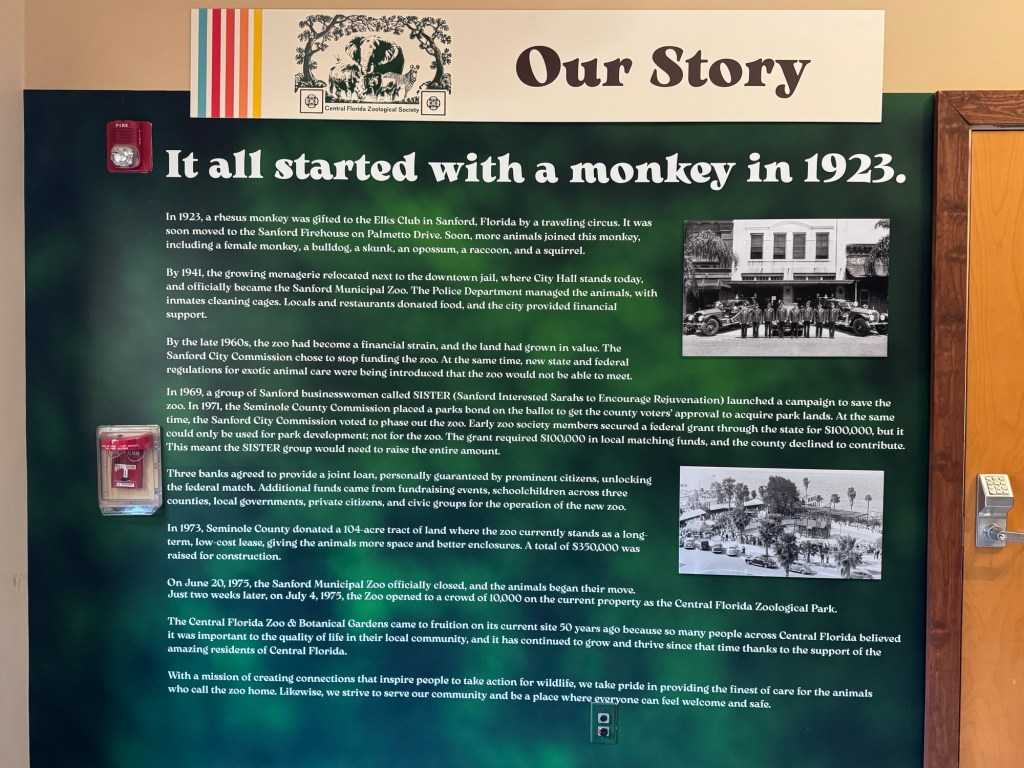 Central Florida Zoological Society
Our Story
FIRE
It all started with a monkey in 1923.
In 1923, a rhesus monkey was gifted to the Elks Club in Sanford, Florida by a traveling circus. It was
soon moved to the Sanford Firehouse on Palmetto Drive. Soon, more animals joined this monkey,
including a female monkey, a bulldog, a skunk, an opossum, a raccoon, and a squirrel.
By 1941, the growing menagerie relocated next to the downtown jail, where City Hall stands today,
and officially became the Sanford Municipal Zoo. The Police Department managed the animals, with
inmates cleaning cages. Locals and restaurants donated food, and the city provided financial
support.
By the late 1960s, the zoo had become a financial strain, and the land had grown in value. The
Sanford City Commission chose to stop funding the zoo. At the same time, new state and federal
regulations for exotic animal care were being introduced that the zoo would not be able to meet.
In 1969, a group of Sanford businesswomen called SISTER (Sanford Interested Sarahs to Encourage Rejuvenation) launched a campaign to save the
zoo. In 1971, the Seminole County Commission placed a parks bond on the ballot to get the county voters' approval to acquire park lands. At the same
time, the Sanford City Commission voted to phase out the zoo. Early zoo society members secured a federal grant through the state for $100,000, but it
could only be used for park development; not for the zoo. The grant required $100,000 in local matching funds, and the county declined to contribute.
This meant the SISTER group would need to raise the entire amount.
Three banks agreed to provide a joint loan, personally guaranteed by prominent citizens, unlocking
the federal match. Additional funds came from fundraising events, schoolchildren across three
counties, local governments, private citizens, and civic groups for the operation of the new zoo.
In 1973, Seminole County donated a 104-acre tract of land where the zoo currently stands as a long-
term, low-cost lease, giving the animals more space and better enclosures. A total of $350,000 was
raised for construction.
On June 20, 1975, the Sanford Municipal Zoo officially closed, and the animals began their move.
Just two weeks later, on July 4, 1975, the Zoo opened to a crowd of 10,000 on the current property as the Central Florida Zoological Park.
The Central Florida Zoo & Botanical Gardens came to fruition on its current site 50 years ago because so many people across Central Florida believed
it was important to the quality of life in their local community, and it has continued to grow and thrive since that time thanks to the support of the
amazing residents of Central Florida.
With a mission of creating connections that inspire people to take action for wildlife, we take pride in providing the finest of care for the animals
who call the zoo home. Likewise, we strive to serve our community and be a place where everyone can feel welcome and safe.